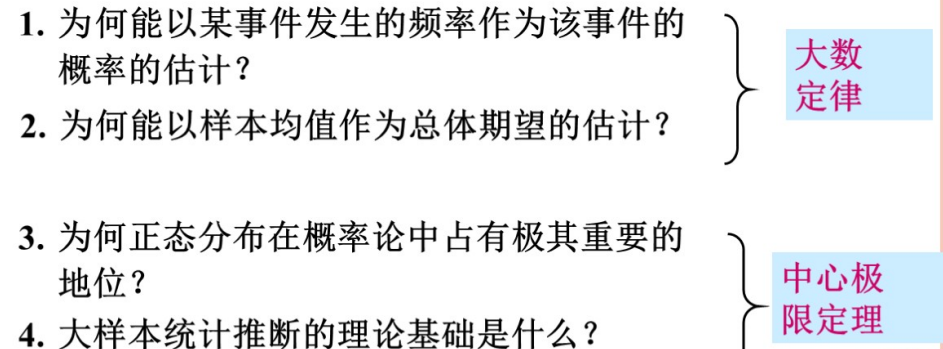 1. 为何能以某事件发生的频率作为该事件的
概率的估计？
2. 为何能以样本均值作为总体期望的估计？
大数
定律
3. 为何正态分布在概率论中占有极其重要的
地位？
4. 大样本统计推断的理论基础是什么？
中心极
限定理